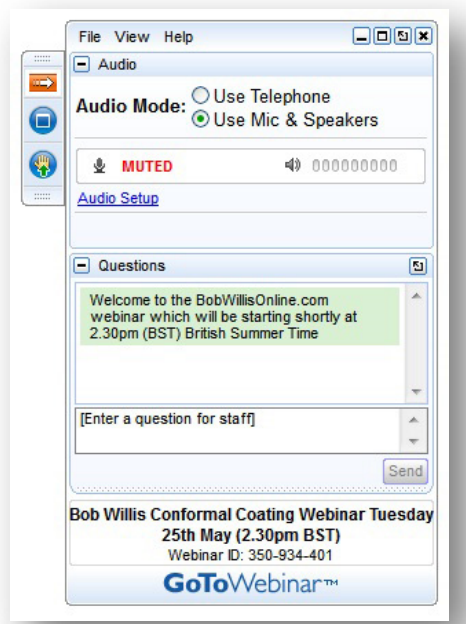 File View Help
Audio
Audio Mode: Use Telephone
Use Mic & Speakers
MUTED 000000000
Audio Setup
Questions
Welcome to the BobWillisOnline.com
webinar which will be starting shortly at
2.30pm (BST) British Summer Time
[Enter a question for staff]
Send
Bob Willis Conformal Coating Webinar Tuesday
25th May (2.30pm BST)
Webinar ID: 350-934-401
GoToWebinar™